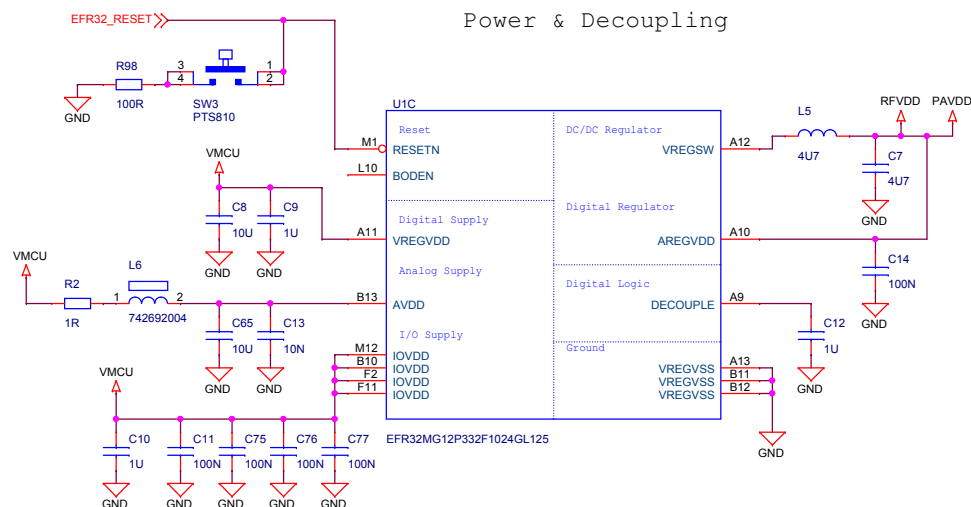 Power & Decoupling
EFR32_RESET
R98
100R
GND
3
4
1
2
SW3
PTS810
U1C
Reset
M1
RESETN
L10
BODEN
DC/DC Regulator
VREGSW
A12
L5
4U7
RFVDD
PAVDD
C7
4U7
GND
VMCU
C8
10U
GND
C9
1U
GND
Digital Supply
A11
VREGVDD
Digital Regulator
AREGVDD
A10
C14
100N
GND
VMCU
R2
1R
L6
1
2
742692004
Analog Supply
B13
AVDD
C65
10U
GND
C13
10N
GND
Digital Logic
DECOUPLE
A9
C12
1U
GND
I/O Supply
M12
IOVDD
B10
IOVDD
F2
IOVDD
F11
IOVDD
Ground
VREGVSS
A13
VREGVSS
B11
VREGVSS
B12
GND
VMCU
C10
1U
GND
C11
100N
GND
C75
100N
GND
C76
100N
GND
C77
100N
GND
EFR32MG12P332F1024GL125